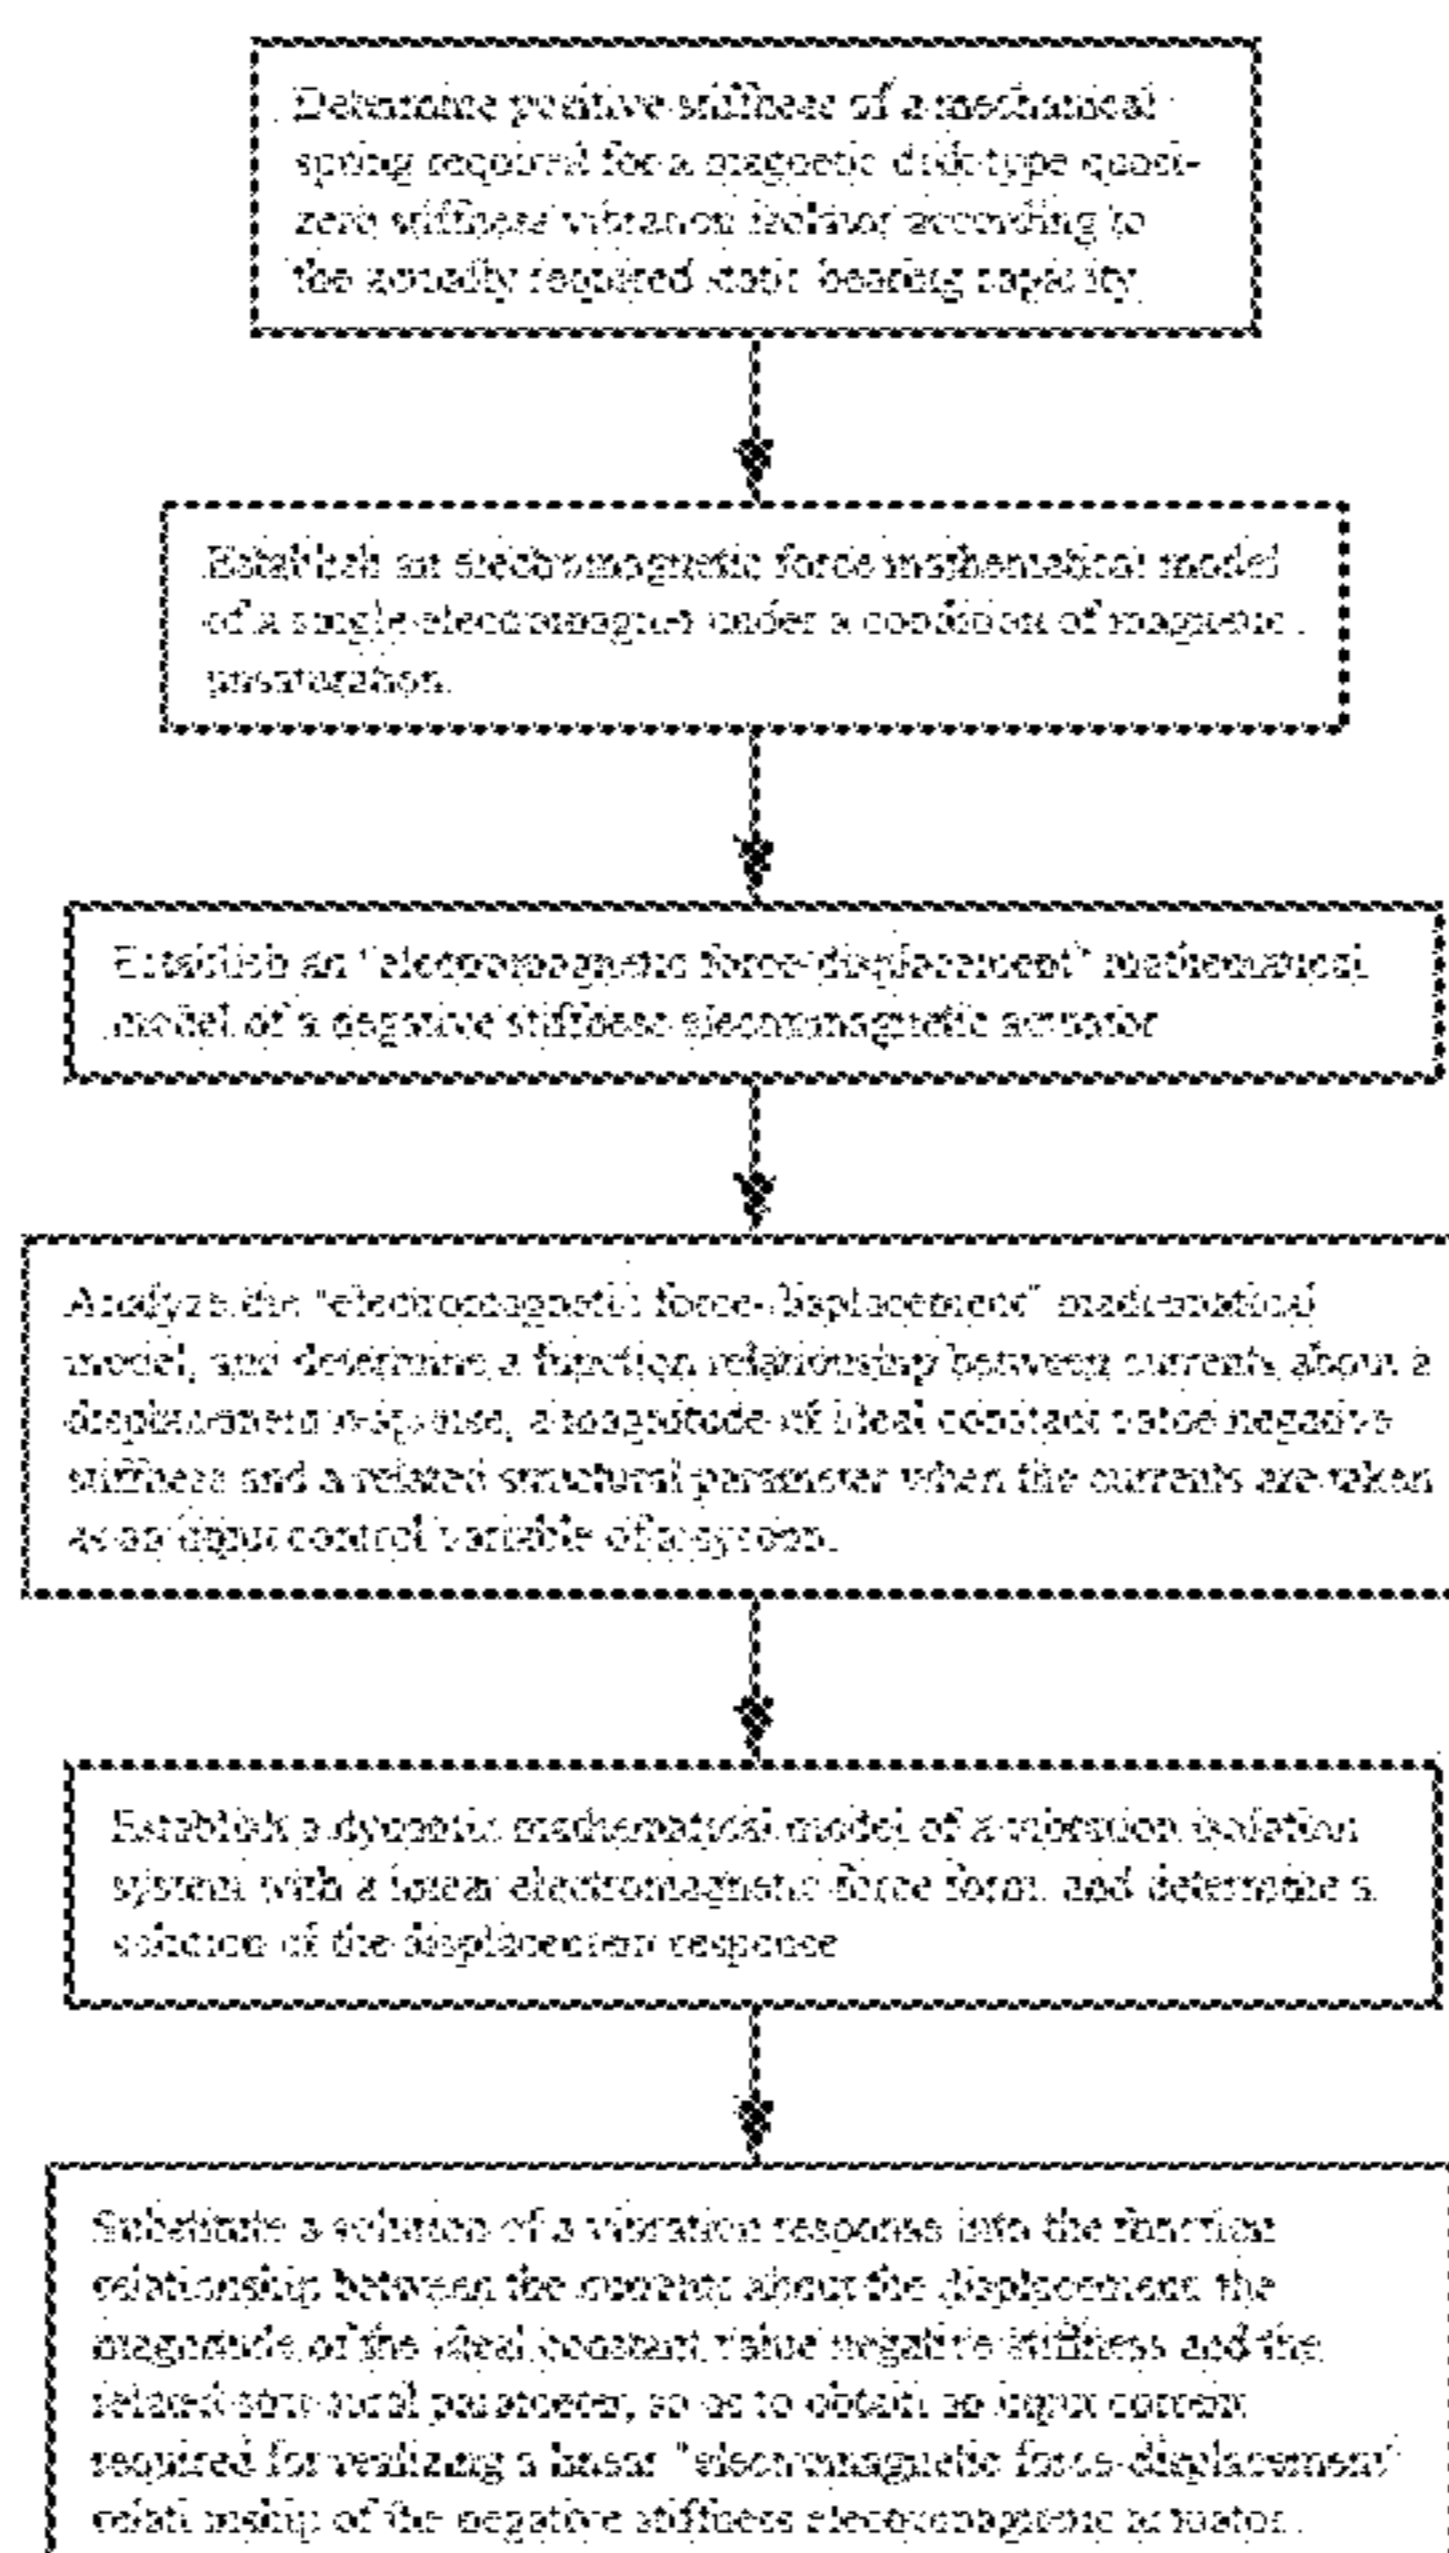 Determine positive stiffness of a mechanical
spring required for a magnetic type quasi-
zero stiffness vibration isolator according to
the actually required static bearing capacity
Establish an electromagnetic force mathematical model
of a single electromagnet under a condition of magnetic
unsaturation.
Establish an "electromagnetic force-displacement" mathematical
model of a negative stiffness electromagnetic actuator
Analyze the "electromagnetic force-displacement" mathematical
model, and determine a function relationship between currents about a
displacement response, a magnitude of ideal constant value negative
stiffness and a related structural parameter when the currents are taken
as an input control variable of a system.
Establish a dynamic mathematical model of a vibration isolation
system with a linear electromagnetic force form and determine a
solution of the displacement response
Substitute a solution of a vibration response into the function
relationship between the currents about the displacement the
magnitude of the ideal constant value negative stiffness and the
related structural parameter, so as to obtain an input current
required for realizing a linear "electromagnetic force-displacement"
relationship of the negative stiffness electromagnetic actuator.